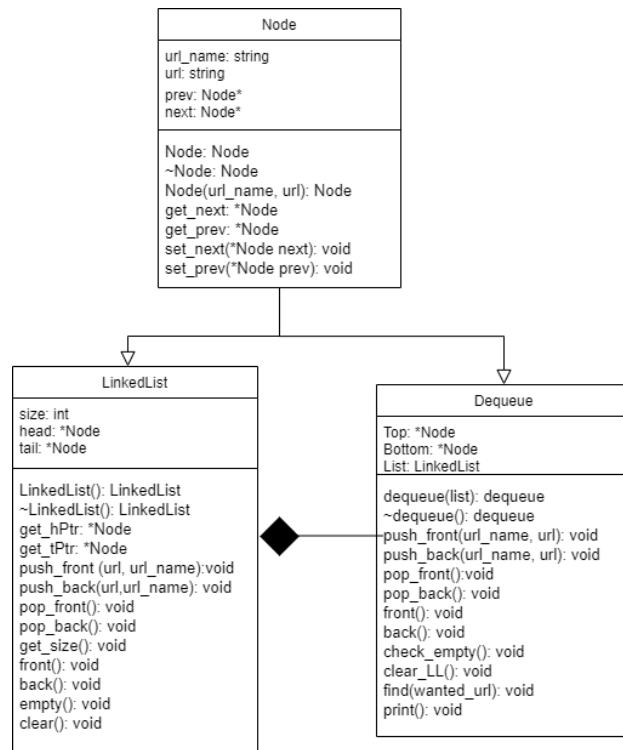 Node
url_name: string
url: string
prev: Node*
next: Node*
Node: Node
~Node: Node
Node(url_name, url): Node
get_next: *Node
get_prev: *Node
set_next(*Node next): void
set_prev(*Node prev): void
LinkedList
size: int
head: *Node
tail: *Node
LinkedList(): LinkedList
~LinkedList(): LinkedList
get_hPtr: *Node
get_tPtr: *Node
push_front (url, url_name):void
push_back(url,url_name): void
pop_front(): void
pop_back(): void
get_size(): void
front(): void
back(): void
empty(): void
clear(): void
Dequeue
Top: *Node
Bottom: *Node
List: LinkedList
dequeue(list): dequeue
~dequeue(): dequeue
push_front(url_name, url): void
push_back(url_name, url): void
pop_front():void
pop_back(): void
front(): void
back(): void
check_empty(): void
clear_LL(): void
find(wanted_url): void
print(): void